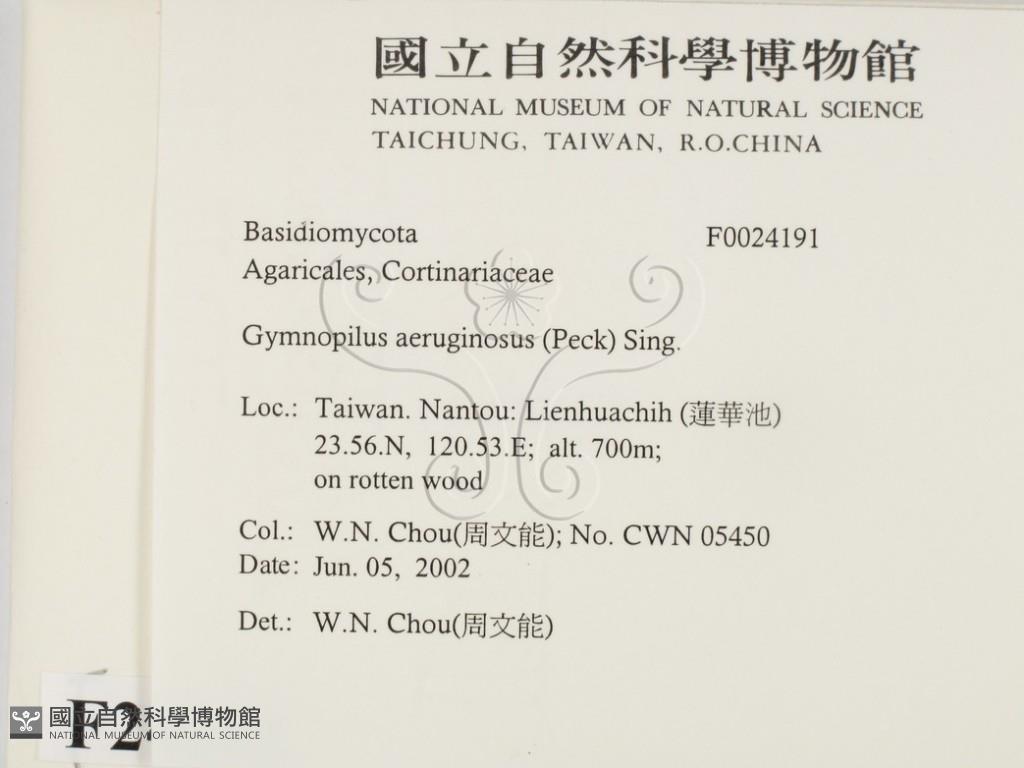 國立自然科學博物館
NATIONAL MUSEUM OF NATURAL SCIENCE
TAICHUNG, TAIWAN, R.O.CHINA
Basidiomycota F0024191
Agaricales, Cortinariaceae
Gymnopilus aeruginosus (Peck) Sing.
Loc.: Taiwan. Nantou: Lienhuachih (蓮華池)
23.56.N, 120.53.E; alt. 700m;
on rotten wood
Col.: W.N. Chou(周文能); No. CWN 05450
Date: Jun. 05, 2002
Det.: W.N. Chou(周文能)
F2
國立自然科學博物館
NATIONAL MUSEUM OF NATURAL SCIENCE